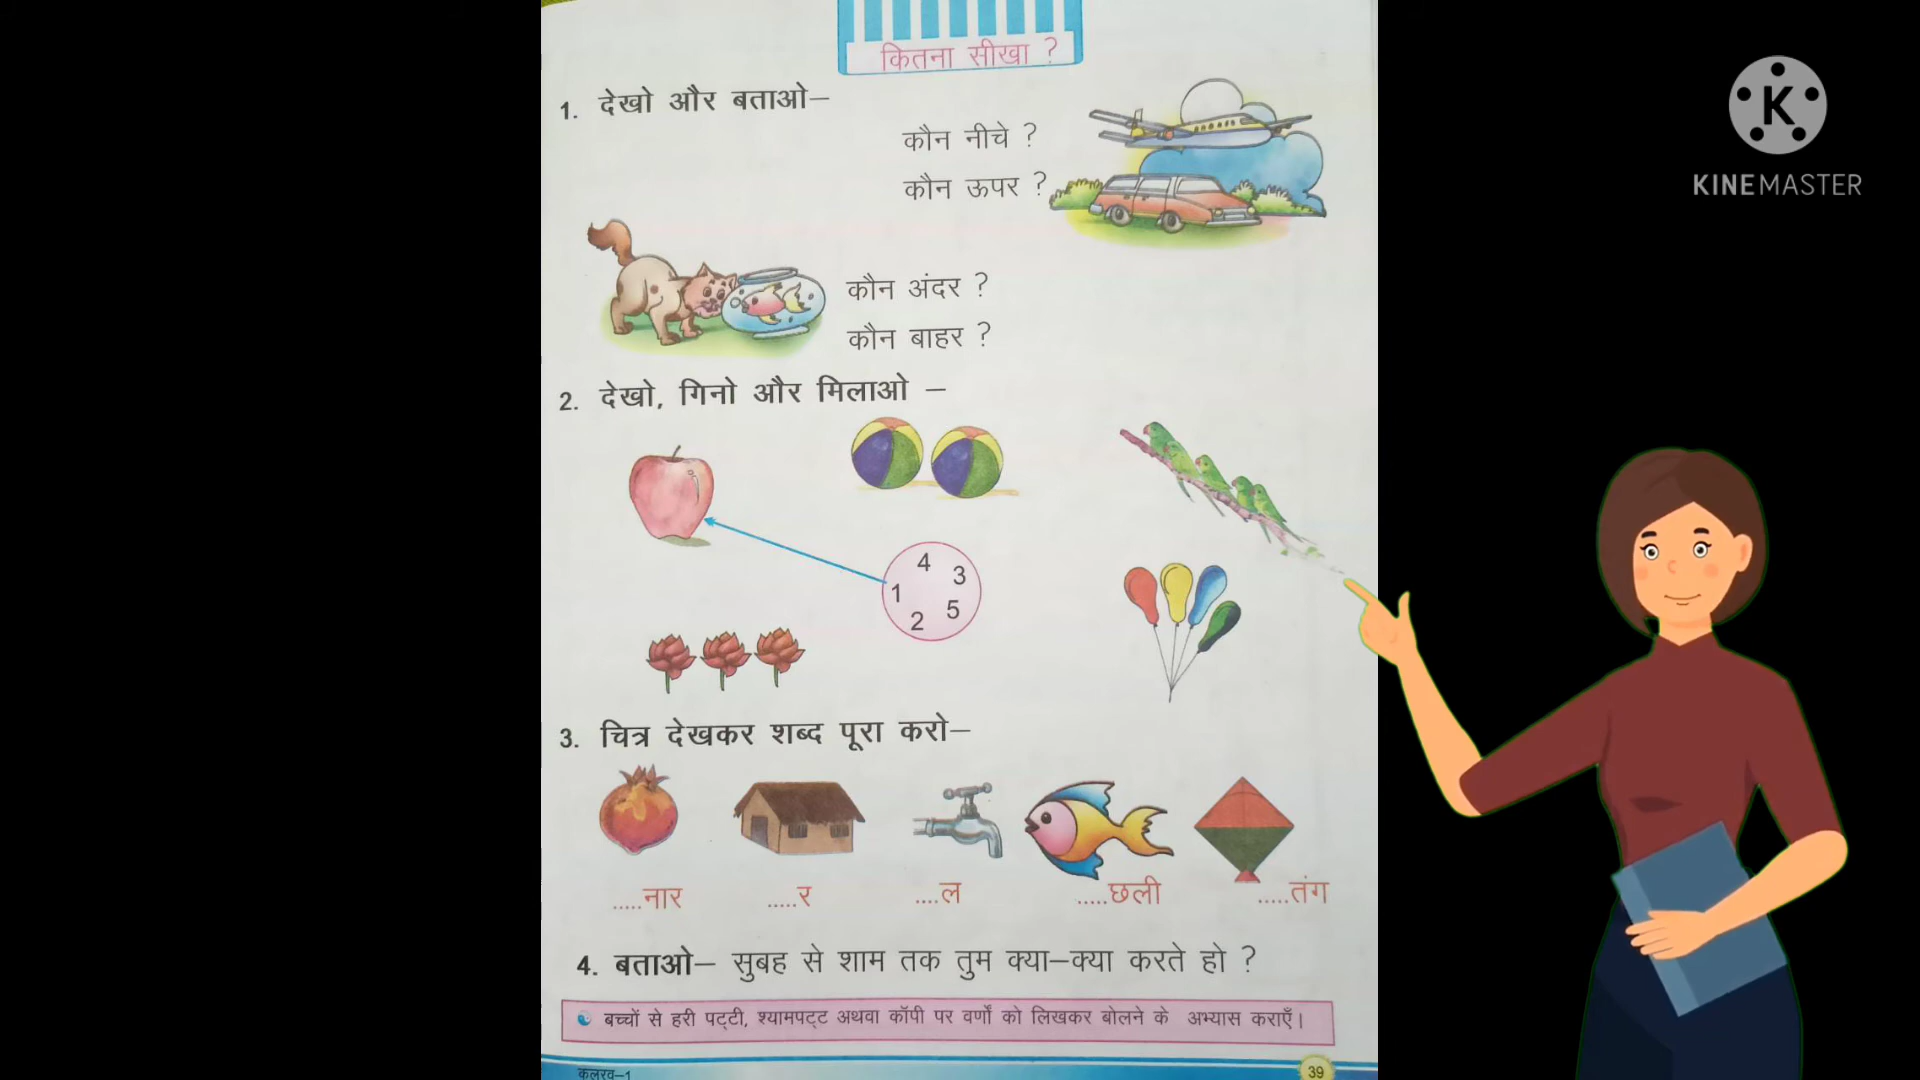 कितना सीखा ?
1. देखो और बताओ–
कौन नीचे ?
कौन ऊपर ?
कौन अंदर ?
कौन बाहर ?
2. देखो, गिनो और मिलाओ –
4
3
1
5
2
3. चित्र देखकर शब्द पूरा करो–
.....नार .....र ....ल .....छली .....तंग
4. बताओ– सुबह से शाम तक तुम क्या–क्या करते हो ?
बच्चों से हरी पट्टी, श्यामपट्ट अथवा कॉपी पर वर्णों को लिखकर बोलने के अभ्यास कराएँ।
कलरव–1
39
K
KINEMASTER